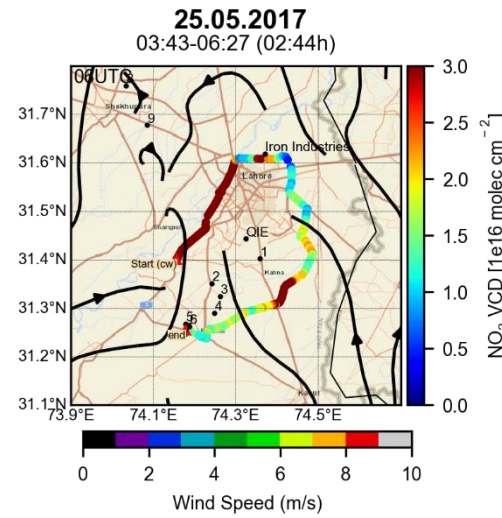 25.05.2017
03:43-06:27 (02:44h)
06UTC
Sheikhupura
9
Iron Industries
Lahore
Sharqpur
QIE
1
Start (cw)
Kahna
2
3
4
5
6
end
Kasur
31.7°N
31.6°N
31.5°N
31.4°N
31.3°N
31.2°N
31.1°N
73.9°E
74.1°E
74.3°E
74.5°E
3.0
2.5
2.0
1.5
1.0
0.5
0.0
NO₂ VCD [1e16 molec cm⁻²]
0 2 4 6 8 10
Wind Speed (m/s)